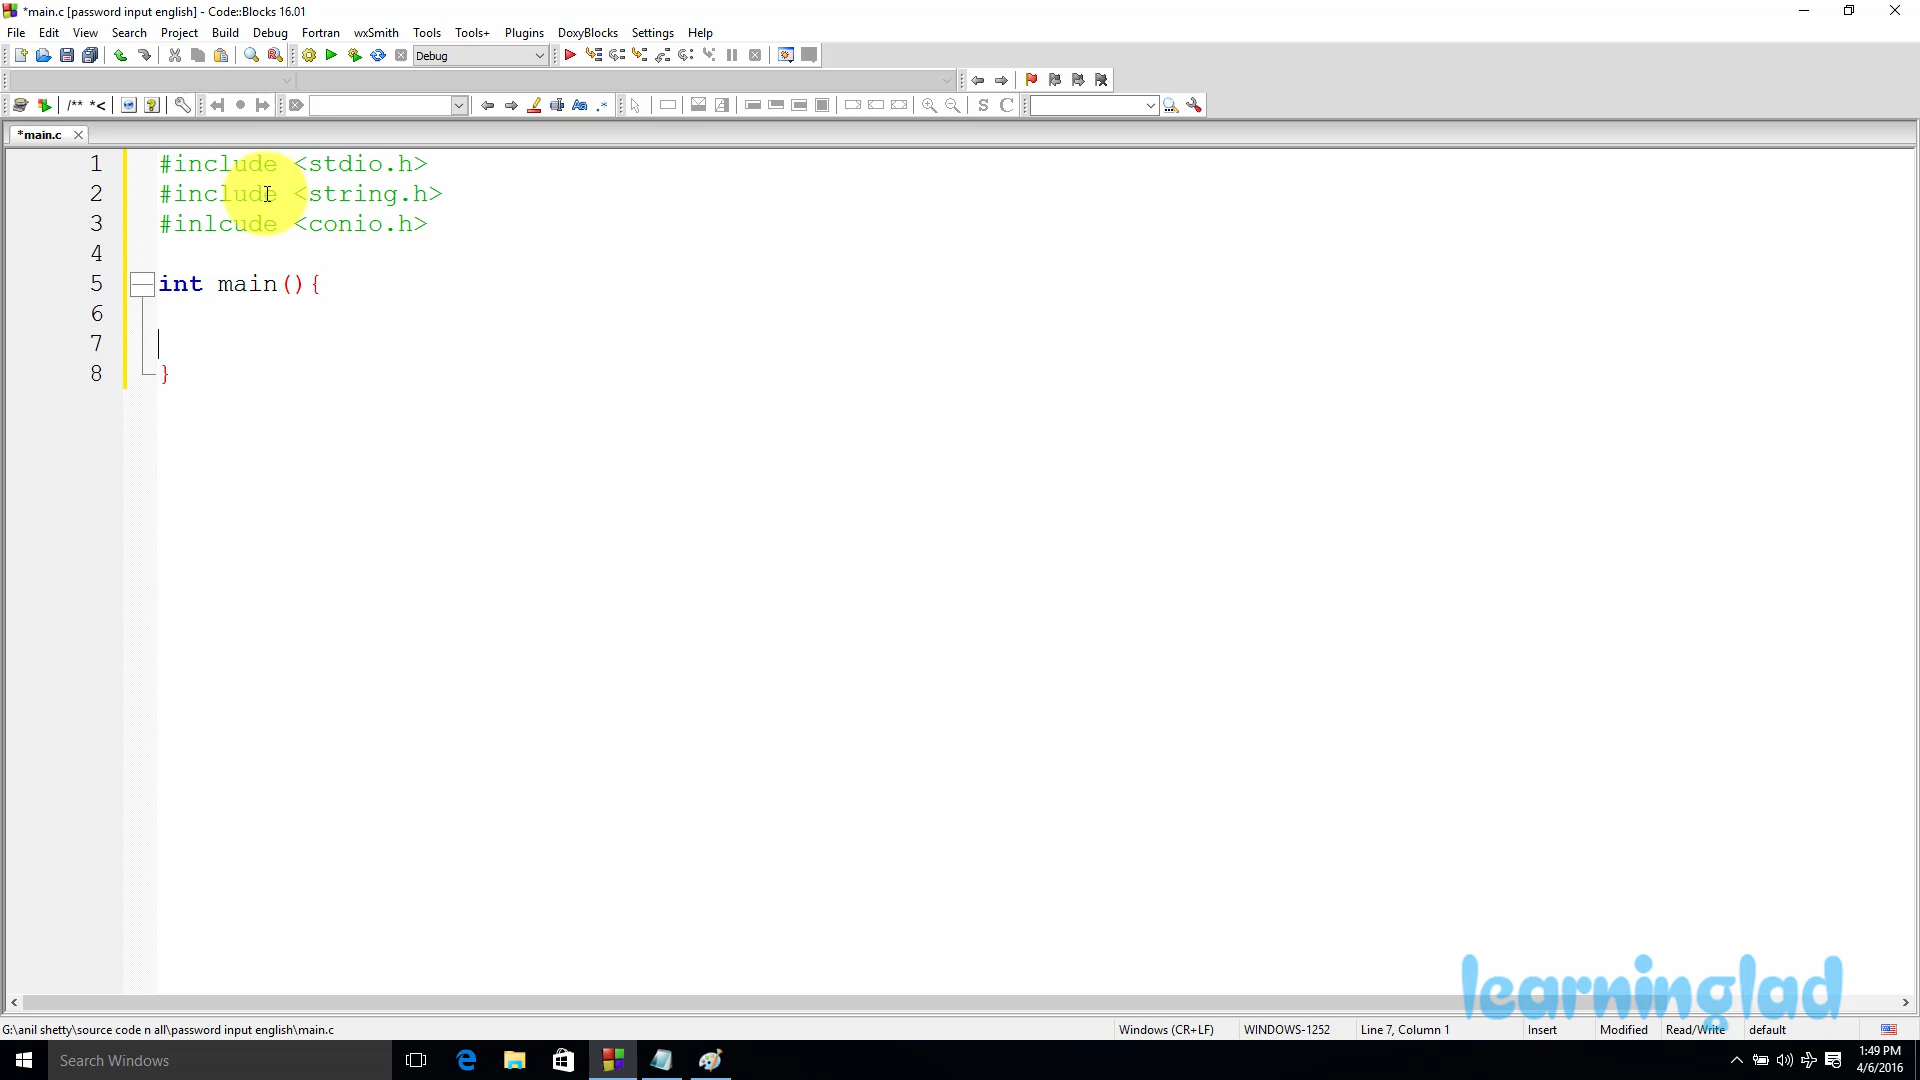 *main.c [password input english] - Code::Blocks 16.01
File Edit View Search Project Build Debug Fortran wxSmith Tools Tools+ Plugins DoxyBlocks Settings Help
Debug
/** *< S C
*main.c
1 #include <stdio.h>
2 #include <string.h>
3 #inlcude <conio.h>
4
5 int main(){
6
7
8 }
learninglad
G:\anil shetty\source code n all\password input english\main.c Windows (CR+LF) WINDOWS-1252 Line 7, Column 1 Insert Modified Read/Write default
Search Windows
1:49 PM
4/6/2016